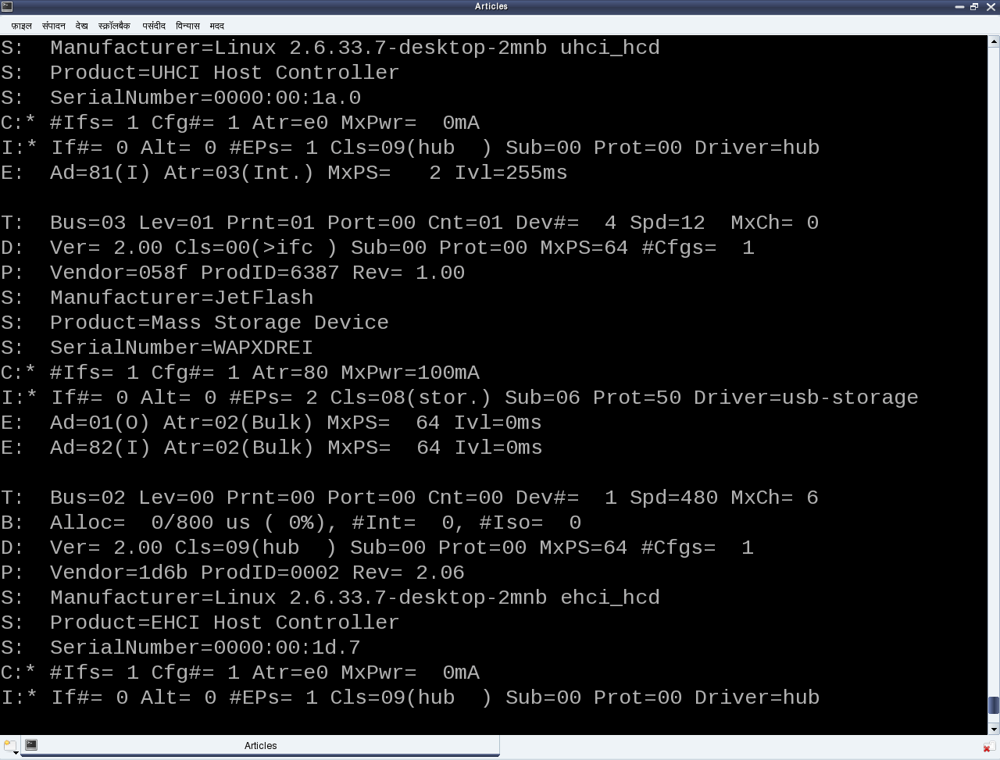 Articles
फ़ाइल संपादन देख स्क्रॉलबैक पसंदीद विन्यास मदद
S:  Manufacturer=Linux 2.6.33.7-desktop-2mnb uhci_hcd
S:  Product=UHCI Host Controller
S:  SerialNumber=0000:00:1a.0
C:* #Ifs= 1 Cfg#= 1 Atr=e0 MxPwr=  0mA
I:* If#= 0 Alt= 0 #EPs= 1 Cls=09(hub  ) Sub=00 Prot=00 Driver=hub
E:  Ad=81(I) Atr=03(Int.) MxPS=   2 Ivl=255ms
T:  Bus=03 Lev=01 Prnt=01 Port=00 Cnt=01 Dev#=  4 Spd=12  MxCh= 0
D:  Ver= 2.00 Cls=00(>ifc ) Sub=00 Prot=00 MxPS=64 #Cfgs=  1
P:  Vendor=058f ProdID=6387 Rev= 1.00
S:  Manufacturer=JetFlash
S:  Product=Mass Storage Device
S:  SerialNumber=WAPXDREI
C:* #Ifs= 1 Cfg#= 1 Atr=80 MxPwr=100mA
I:* If#= 0 Alt= 0 #EPs= 2 Cls=08(stor.) Sub=06 Prot=50 Driver=usb-storage
E:  Ad=01(O) Atr=02(Bulk) MxPS=  64 Ivl=0ms
E:  Ad=82(I) Atr=02(Bulk) MxPS=  64 Ivl=0ms
T:  Bus=02 Lev=00 Prnt=00 Port=00 Cnt=00 Dev#=  1 Spd=480 MxCh= 6
B:  Alloc=  0/800 us ( 0%), #Int=  0, #Iso=  0
D:  Ver= 2.00 Cls=09(hub  ) Sub=00 Prot=00 MxPS=64 #Cfgs=  1
P:  Vendor=1d6b ProdID=0002 Rev= 2.06
S:  Manufacturer=Linux 2.6.33.7-desktop-2mnb ehci_hcd
S:  Product=EHCI Host Controller
S:  SerialNumber=0000:00:1d.7
C:* #Ifs= 1 Cfg#= 1 Atr=e0 MxPwr=  0mA
I:* If#= 0 Alt= 0 #EPs= 1 Cls=09(hub  ) Sub=00 Prot=00 Driver=hub
Articles